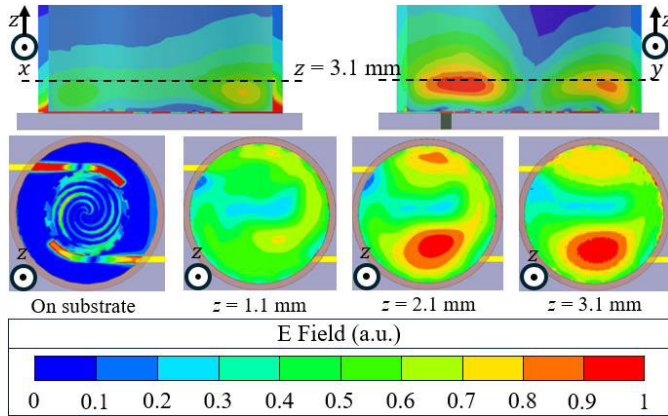 z
x
z = 3.1 mm
z
y
z
z
z
z
On substrate
z = 1.1 mm
z = 2.1 mm
z = 3.1 mm
E Field (a.u.)
0 0.1 0.2 0.3 0.4 0.5 0.6 0.7 0.8 0.9 1